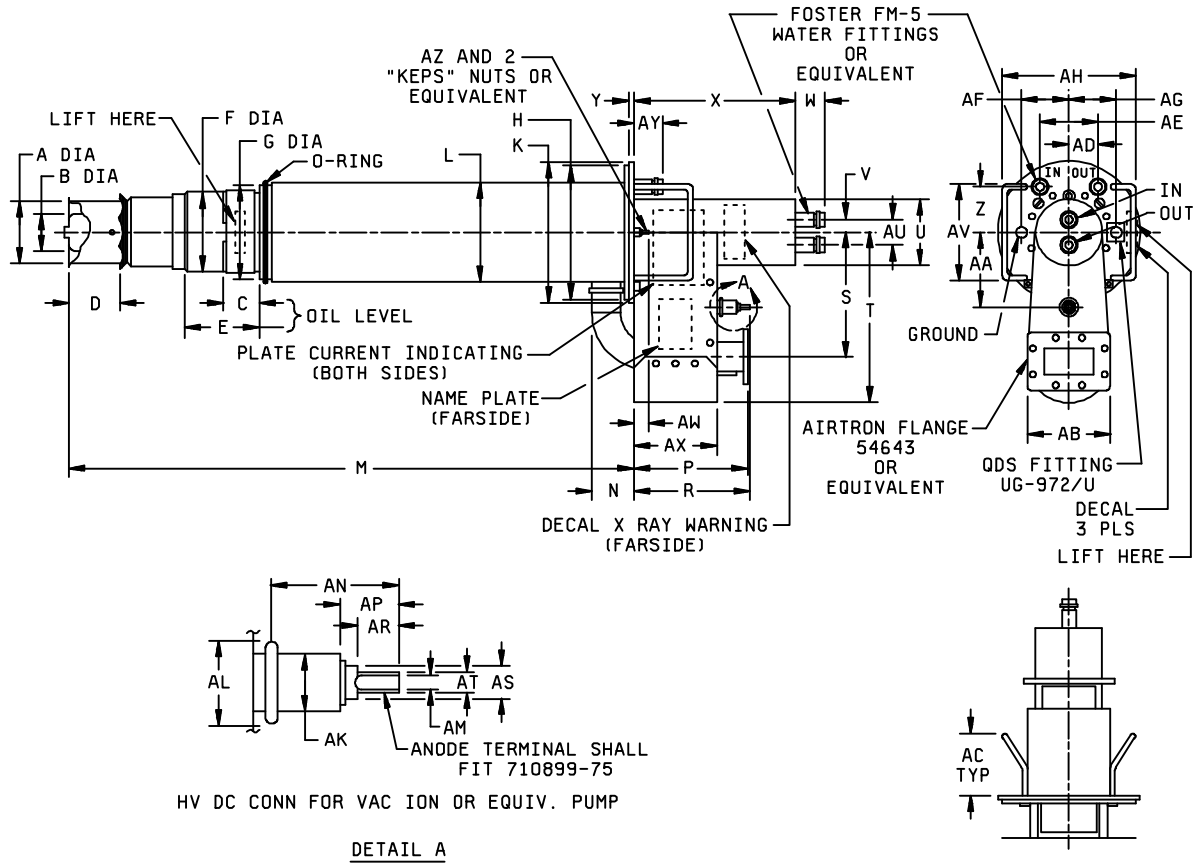 FOSTER FM-5
WATER FITTINGS
OR
EQUIVALENT
AZ AND 2
"KEPS" NUTS OR
EQUIVALENT
LIFT HERE
F DIA
G DIA
O-RING
A DIA
B DIA
Y
X
W
H
AY
K
L
V
AU
U
D
C
E
OIL LEVEL
S
T
A
PLATE CURRENT INDICATING
(BOTH SIDES)
NAME PLATE
(FARSIDE)
AW
AX
M
P
N
R
DECAL X RAY WARNING
(FARSIDE)
AH
AF
AG
AE
AD
IN OUT
IN
OUT
Z
AV
AA
GROUND
AIRTRON FLANGE
54643
OR
EQUIVALENT
AB
QDS FITTING
UG-972/U
DECAL
3 PLS
LIFT HERE
AN
AP
AR
AL
AT
AS
AM
AK
ANODE TERMINAL SHALL
FIT 710899-75
HV DC CONN FOR VAC ION OR EQUIV. PUMP
DETAIL A
AC
TYP